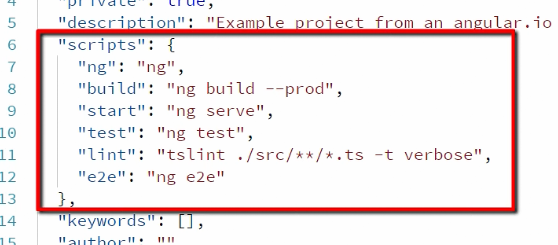 4 "private": true,
5 "description": "Example project from an angular.io
6 "scripts": {
7 "ng": "ng",
8 "build": "ng build --prod",
9 "start": "ng serve",
10 "test": "ng test",
11 "lint": "tslint ./src/**/*.ts -t verbose",
12 "e2e": "ng e2e"
13 },
14 "keywords": [],
15 "author": ""